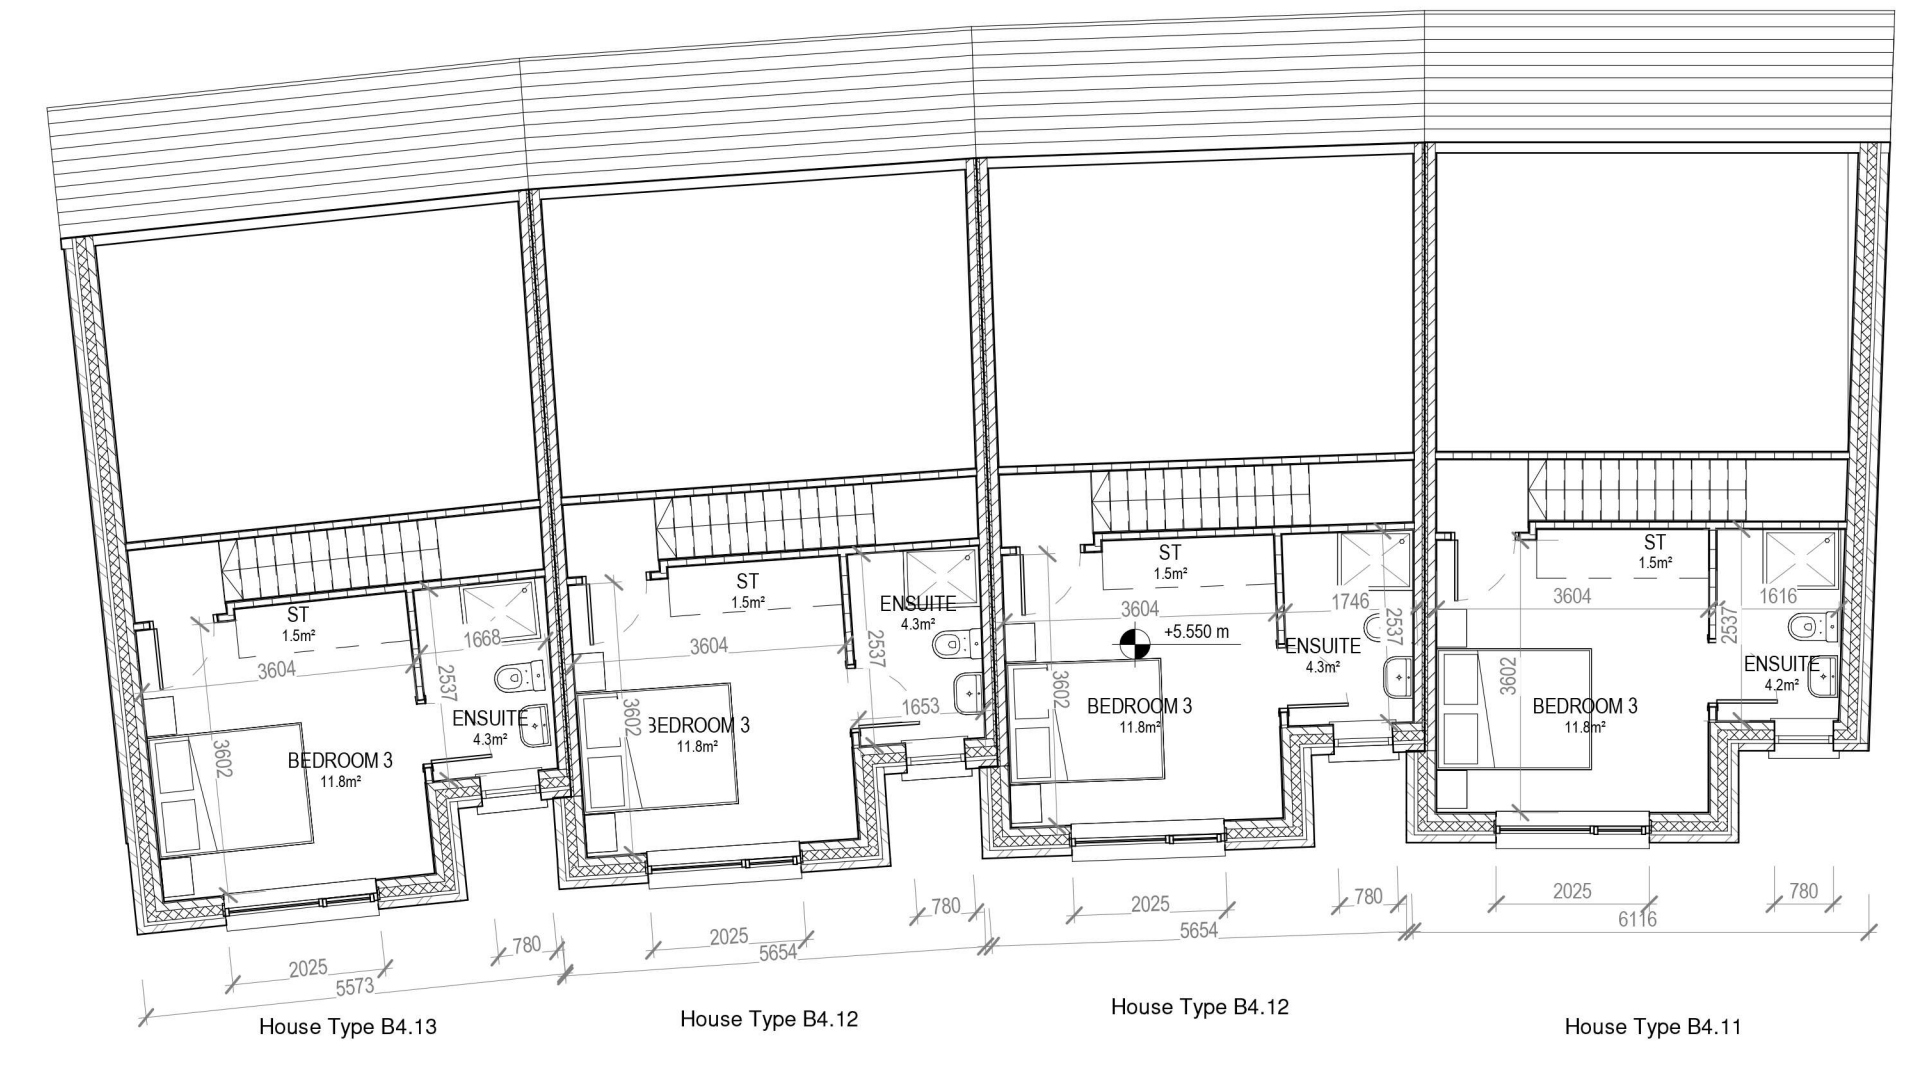 ST
1.5m²
3604
1668
2537
3602
ENSUITE
4.3m²
BEDROOM 3
11.8m²
780
2025
5573
House Type B4.13
ST
1.5m²
ENSUITE
4.3m²
3604
2537
3602
1653
BEDROOM 3
11.8m²
780
2025
5654
House Type B4.12
ST
1.5m²
3604
1746
2537
+5.550 m
ENSUITE
4.3m²
3602
BEDROOM 3
11.8m²
780
2025
5654
House Type B4.12
ST
1.5m²
3604
1616
2537
3602
ENSUITE
4.2m²
BEDROOM 3
11.8m²
2025
780
6116
House Type B4.11